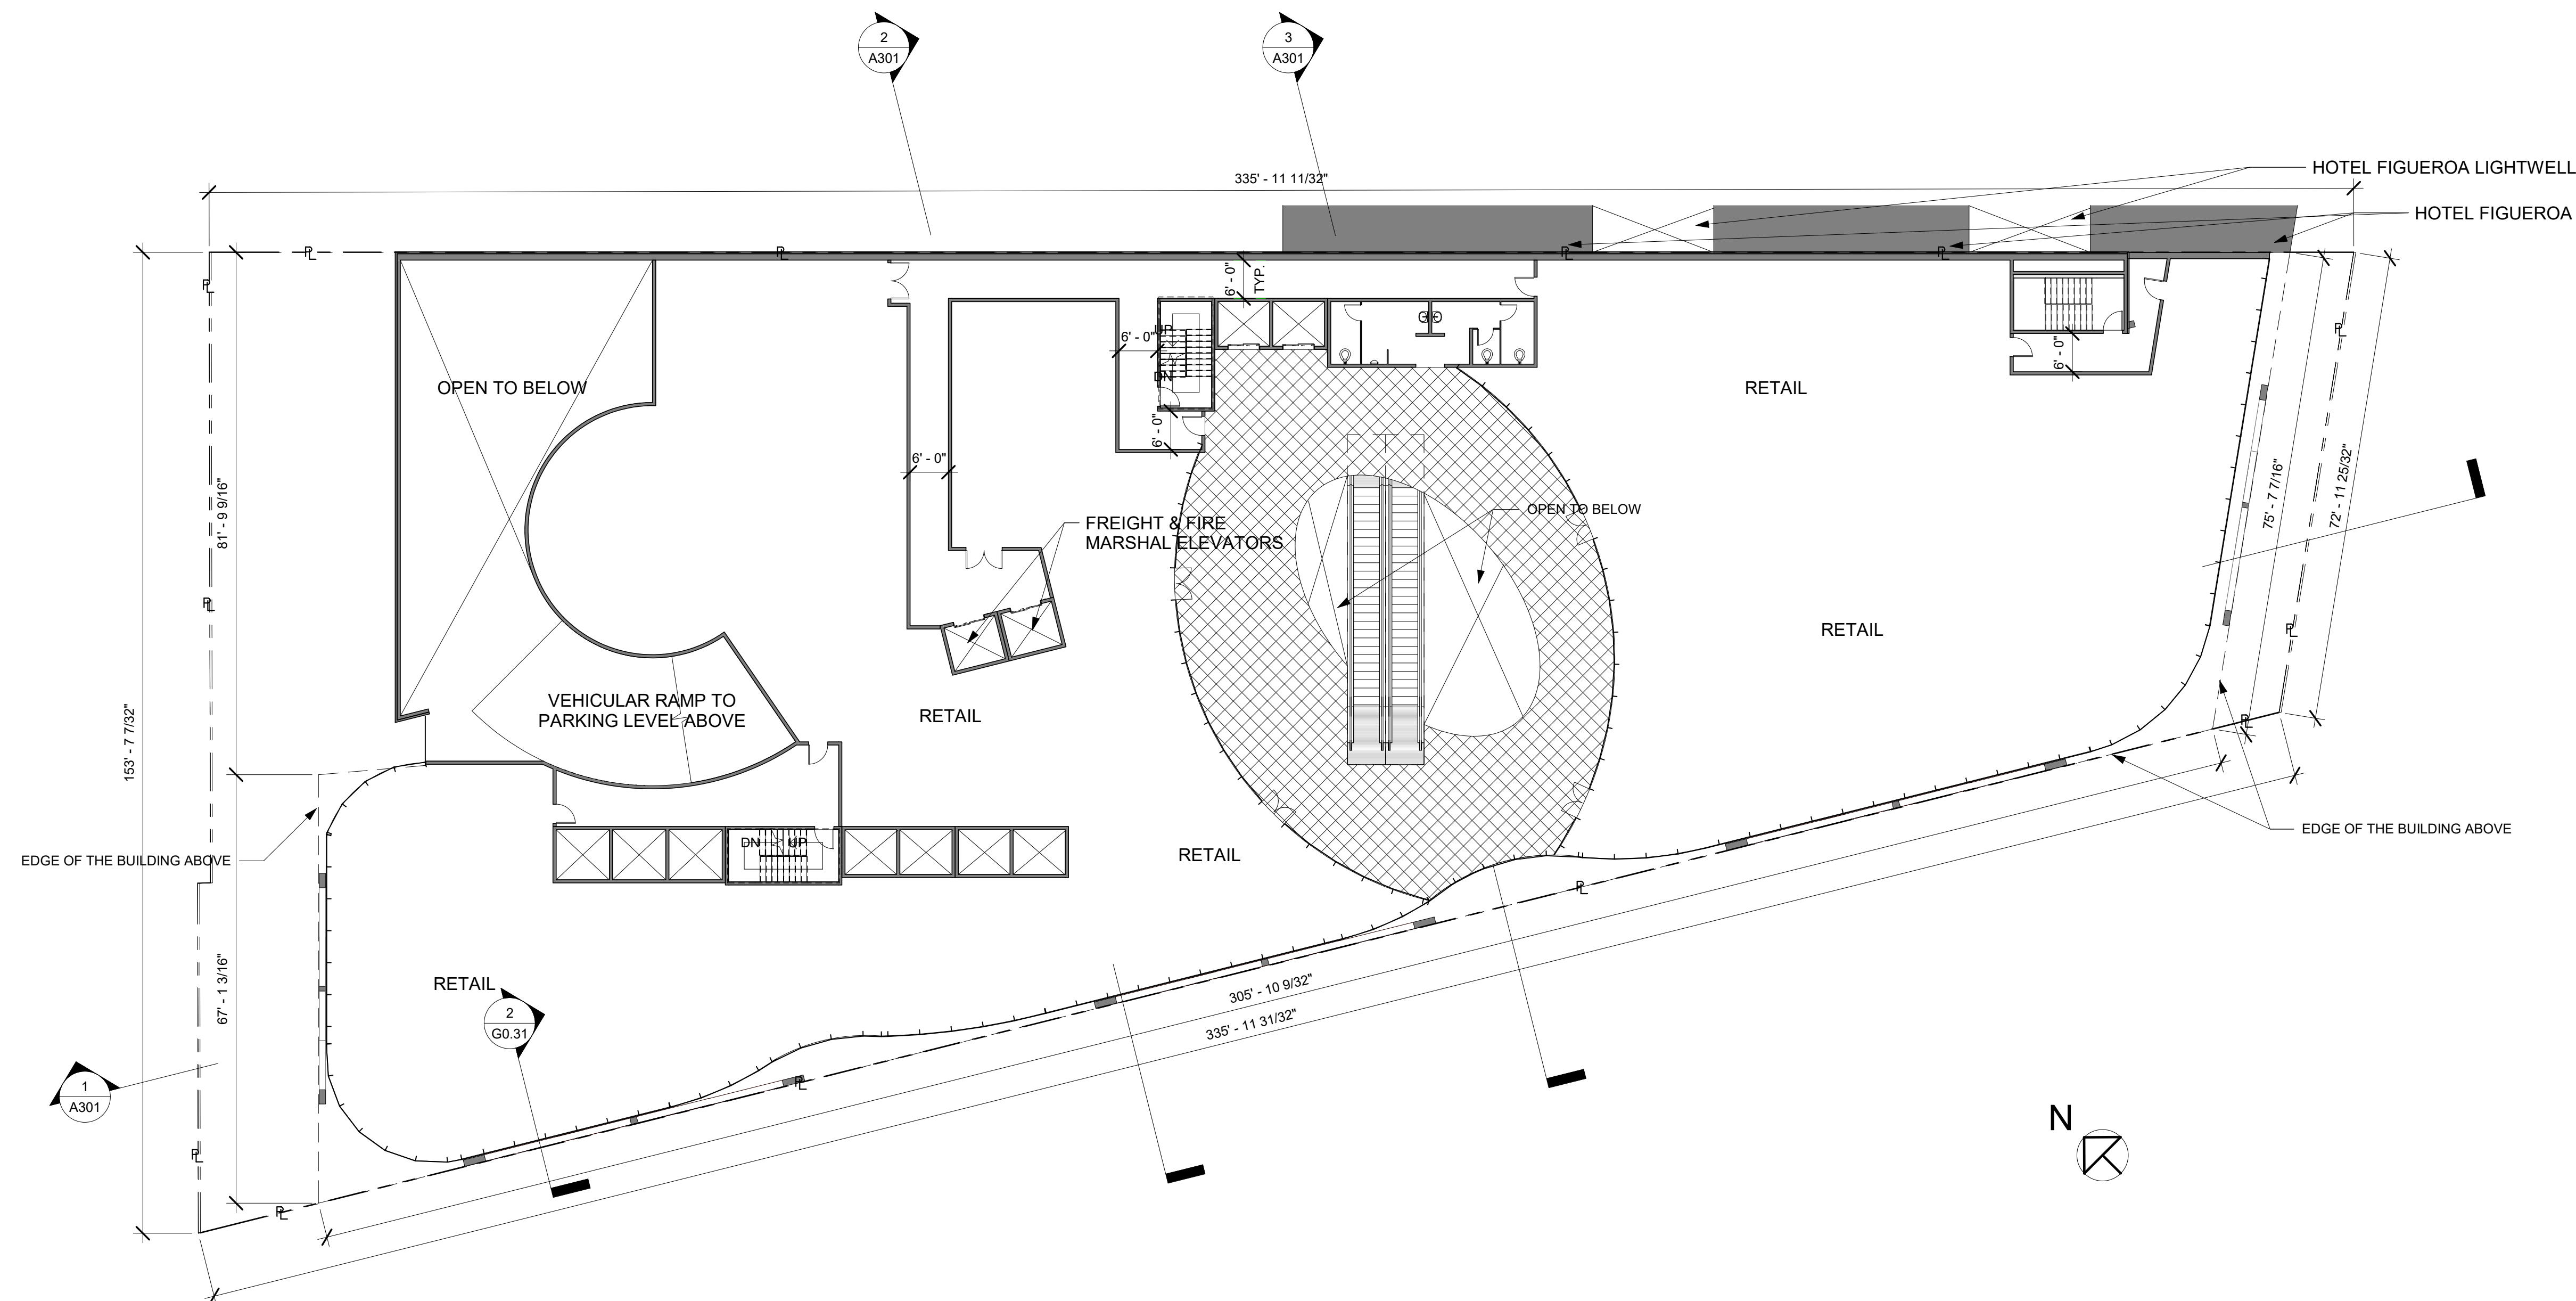 2
A301
3
A301
HOTEL FIGUEROA LIGHTWELL
335' - 11 11/32"
HOTEL FIGUEROA
PL
PL
PL
PL
PL
6' - 0"
TYP.
UP
6' - 0"
DN
6' - 0"
6' - 0"
PL
OPEN TO BELOW
RETAIL
6' - 0"
75' - 7 7/16"
72' - 11 25/32"
81' - 9 9/16"
FREIGHT & FIRE
MARSHAL ELEVATORS
OPEN TO BELOW
PL
RETAIL
PL
VEHICULAR RAMP TO
PARKING LEVEL ABOVE
RETAIL
PL
153' - 7 7/32"
DN
UP
RETAIL
EDGE OF THE BUILDING ABOVE
EDGE OF THE BUILDING ABOVE
PL
67' - 1 3/16"
RETAIL
2
G0.31
305' - 10 9/32"
335' - 11 31/32"
1
A301
PL
N
PL
PL